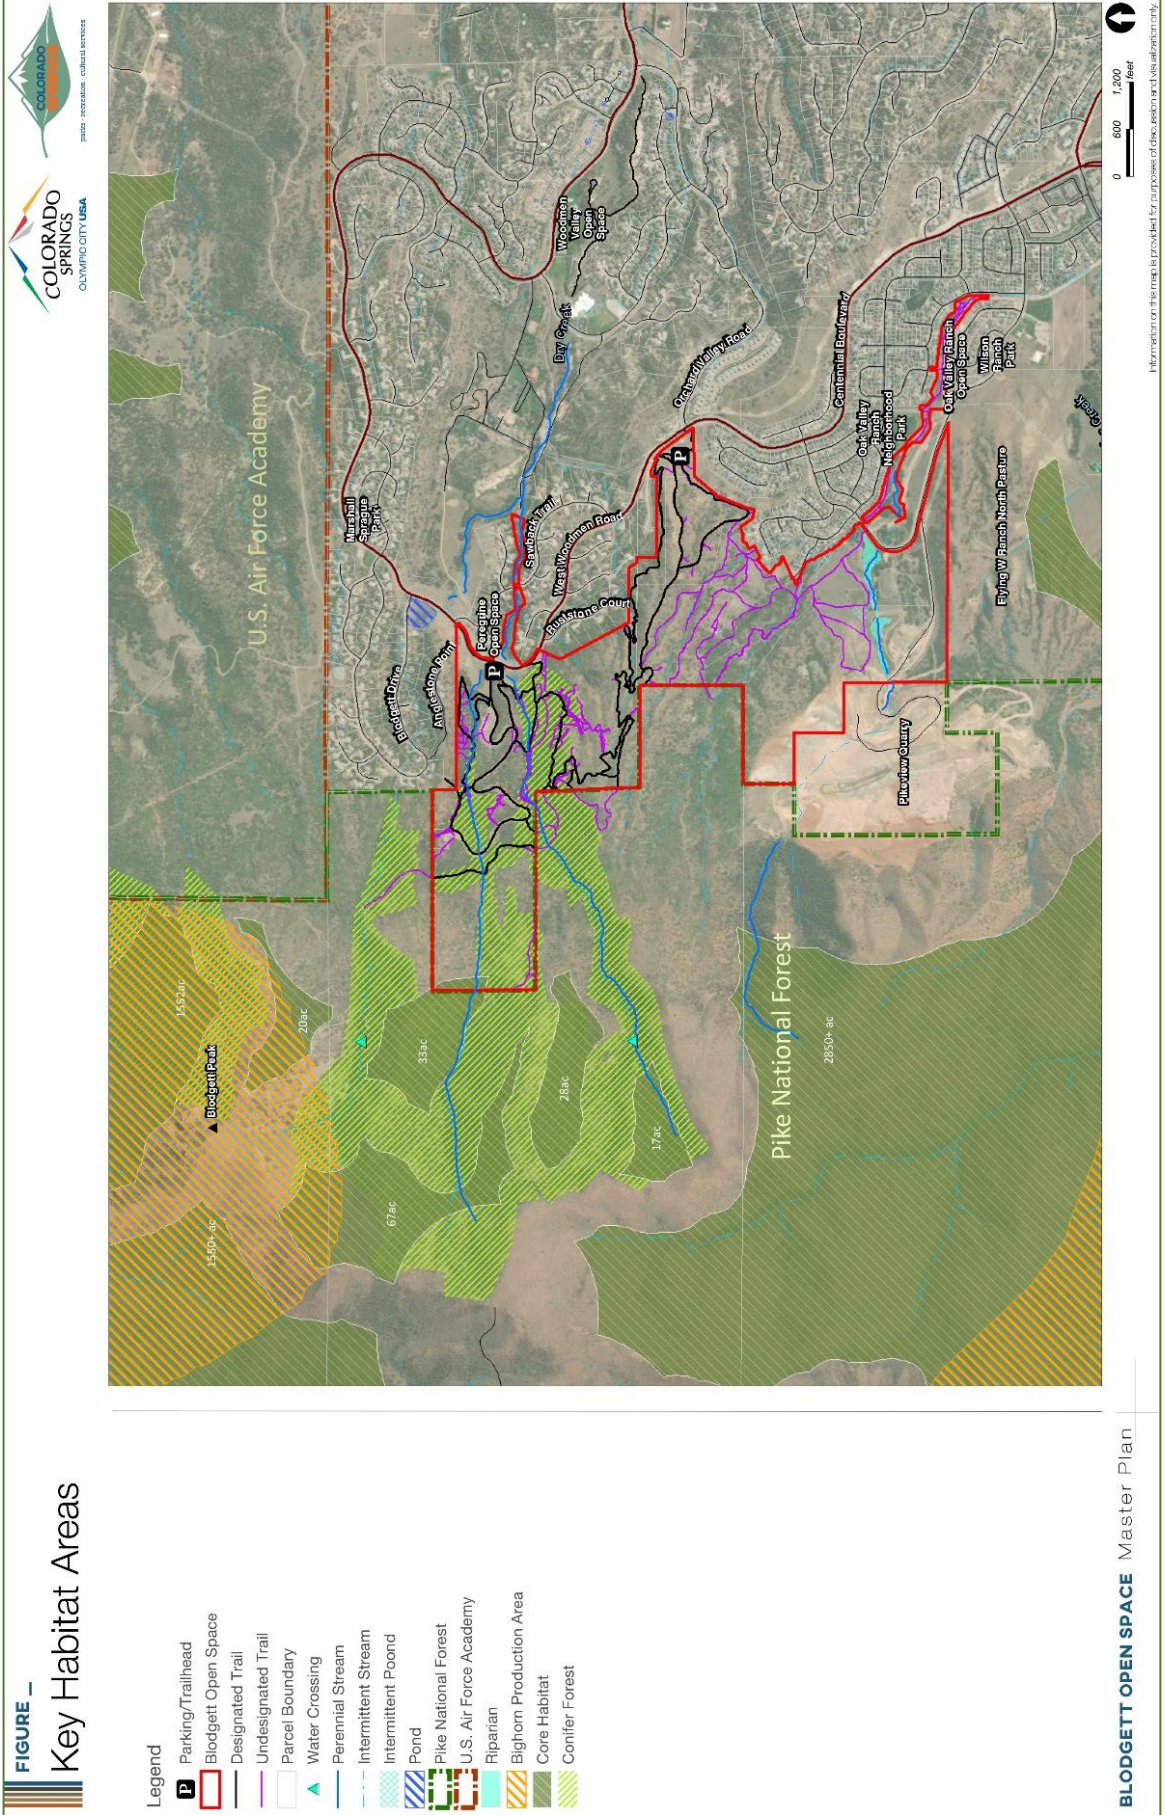 FIGURE _
Key Habitat Areas
Legend
P Parking/Trailhead
Blodgett Open Space
Designated Trail
Undesignated Trail
Parcel Boundary
Water Crossing
Perennial Stream
Intermittent Stream
Intermittent Poond
Pond
Pike National Forest
U.S. Air Force Academy
Riparian
Bighorn Production Area
Core Habitat
Conifer Forest
COLORADO
SPRINGS
OLYMPIC CITY USA
COLORADO
parks · recreation · cultural services
1552ac
Blodgett Peak
1550+ ac
20ac
33ac
67ac
28ac
17ac
2850+ ac
Pike National Forest
U.S. Air Force Academy
Marshall
Sprague
Park
Blodgett Drive
Anglestone Point
Peregrine
Open Space
P
Sawback Trail
West Woodmen Road
Ruststone Court
Dry Creek
Woodmen
Valley
Open
Space
Orchard Valley Road
P
Centennial Boulevard
Oak Valley
Ranch
Neighborhood
Park
Oak Valley Ranch
Open Space
Wilson
Ranch
Park
Flying W Ranch North Pasture
Pikeview Quarry
Creek
0 600 1,200
feet
BLODGETT OPEN SPACE Master Plan
Information on this map is provided for purposes of discussion and visualization only.